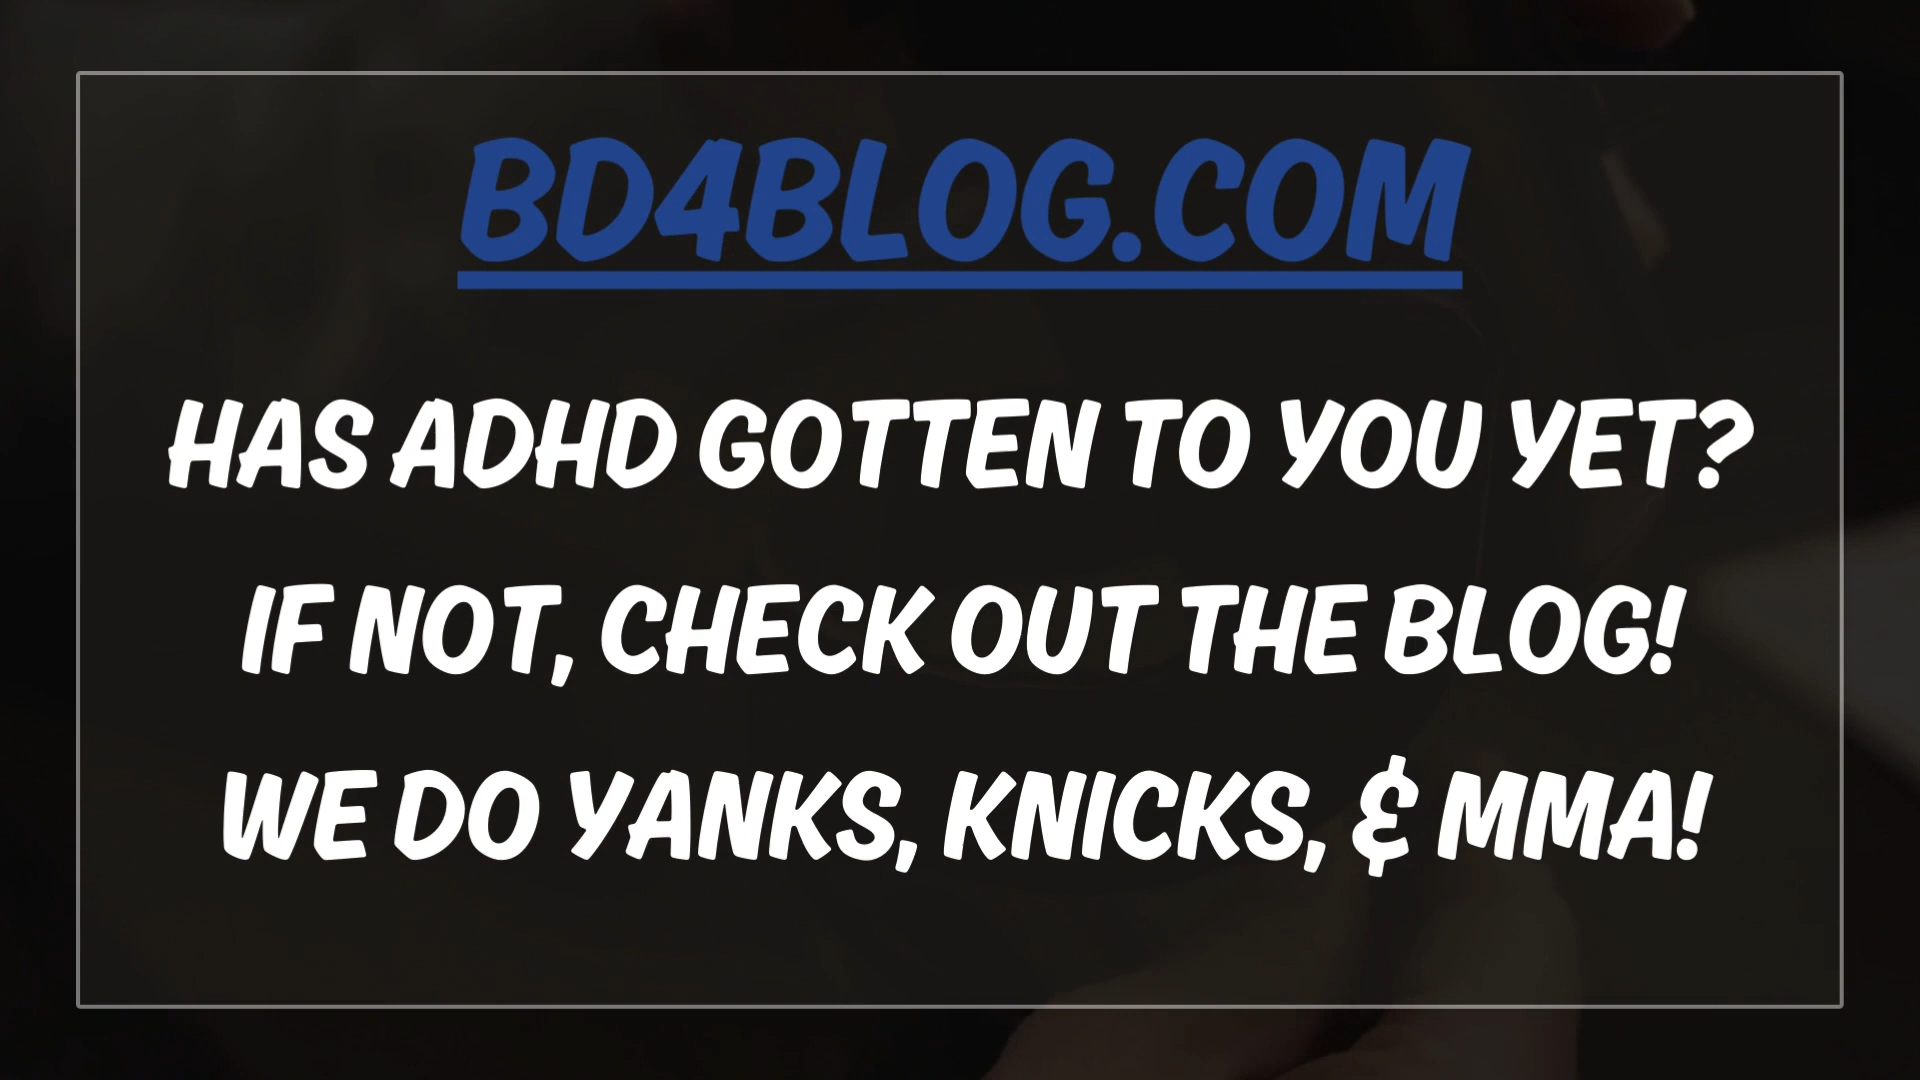 BD4BLOG.COM
HAS ADHD GOTTEN TO YOU YET?
IF NOT, CHECK OUT THE BLOG!
WE DO YANKS, KNICKS, & MMA!